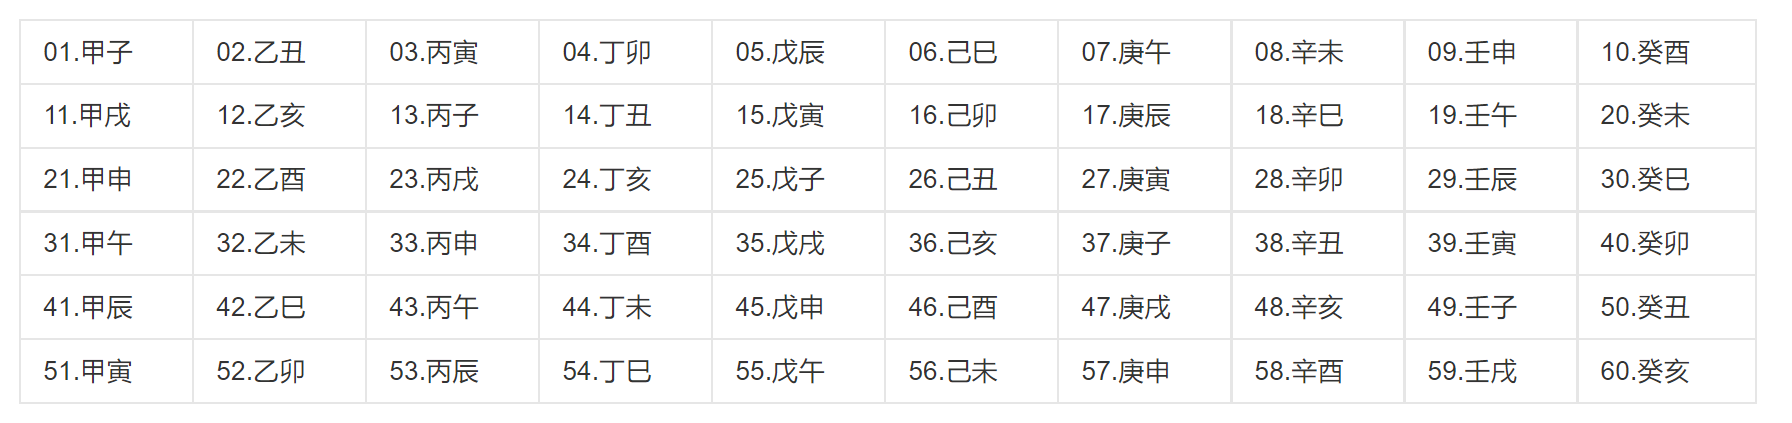 01.甲子 02.乙丑 03.丙寅 04.丁卯 05.戊辰 06.己巳 07.庚午 08.辛未 09.壬申 10.癸酉
11.甲戌 12.乙亥 13.丙子 14.丁丑 15.戊寅 16.己卯 17.庚辰 18.辛巳 19.壬午 20.癸未
21.甲申 22.乙酉 23.丙戌 24.丁亥 25.戊子 26.己丑 27.庚寅 28.辛卯 29.壬辰 30.癸巳
31.甲午 32.乙未 33.丙申 34.丁酉 35.戊戌 36.己亥 37.庚子 38.辛丑 39.壬寅 40.癸卯
41.甲辰 42.乙巳 43.丙午 44.丁未 45.戊申 46.己酉 47.庚戌 48.辛亥 49.壬子 50.癸丑
51.甲寅 52.乙卯 53.丙辰 54.丁巳 55.戊午 56.己未 57.庚申 58.辛酉 59.壬戌 60.癸亥